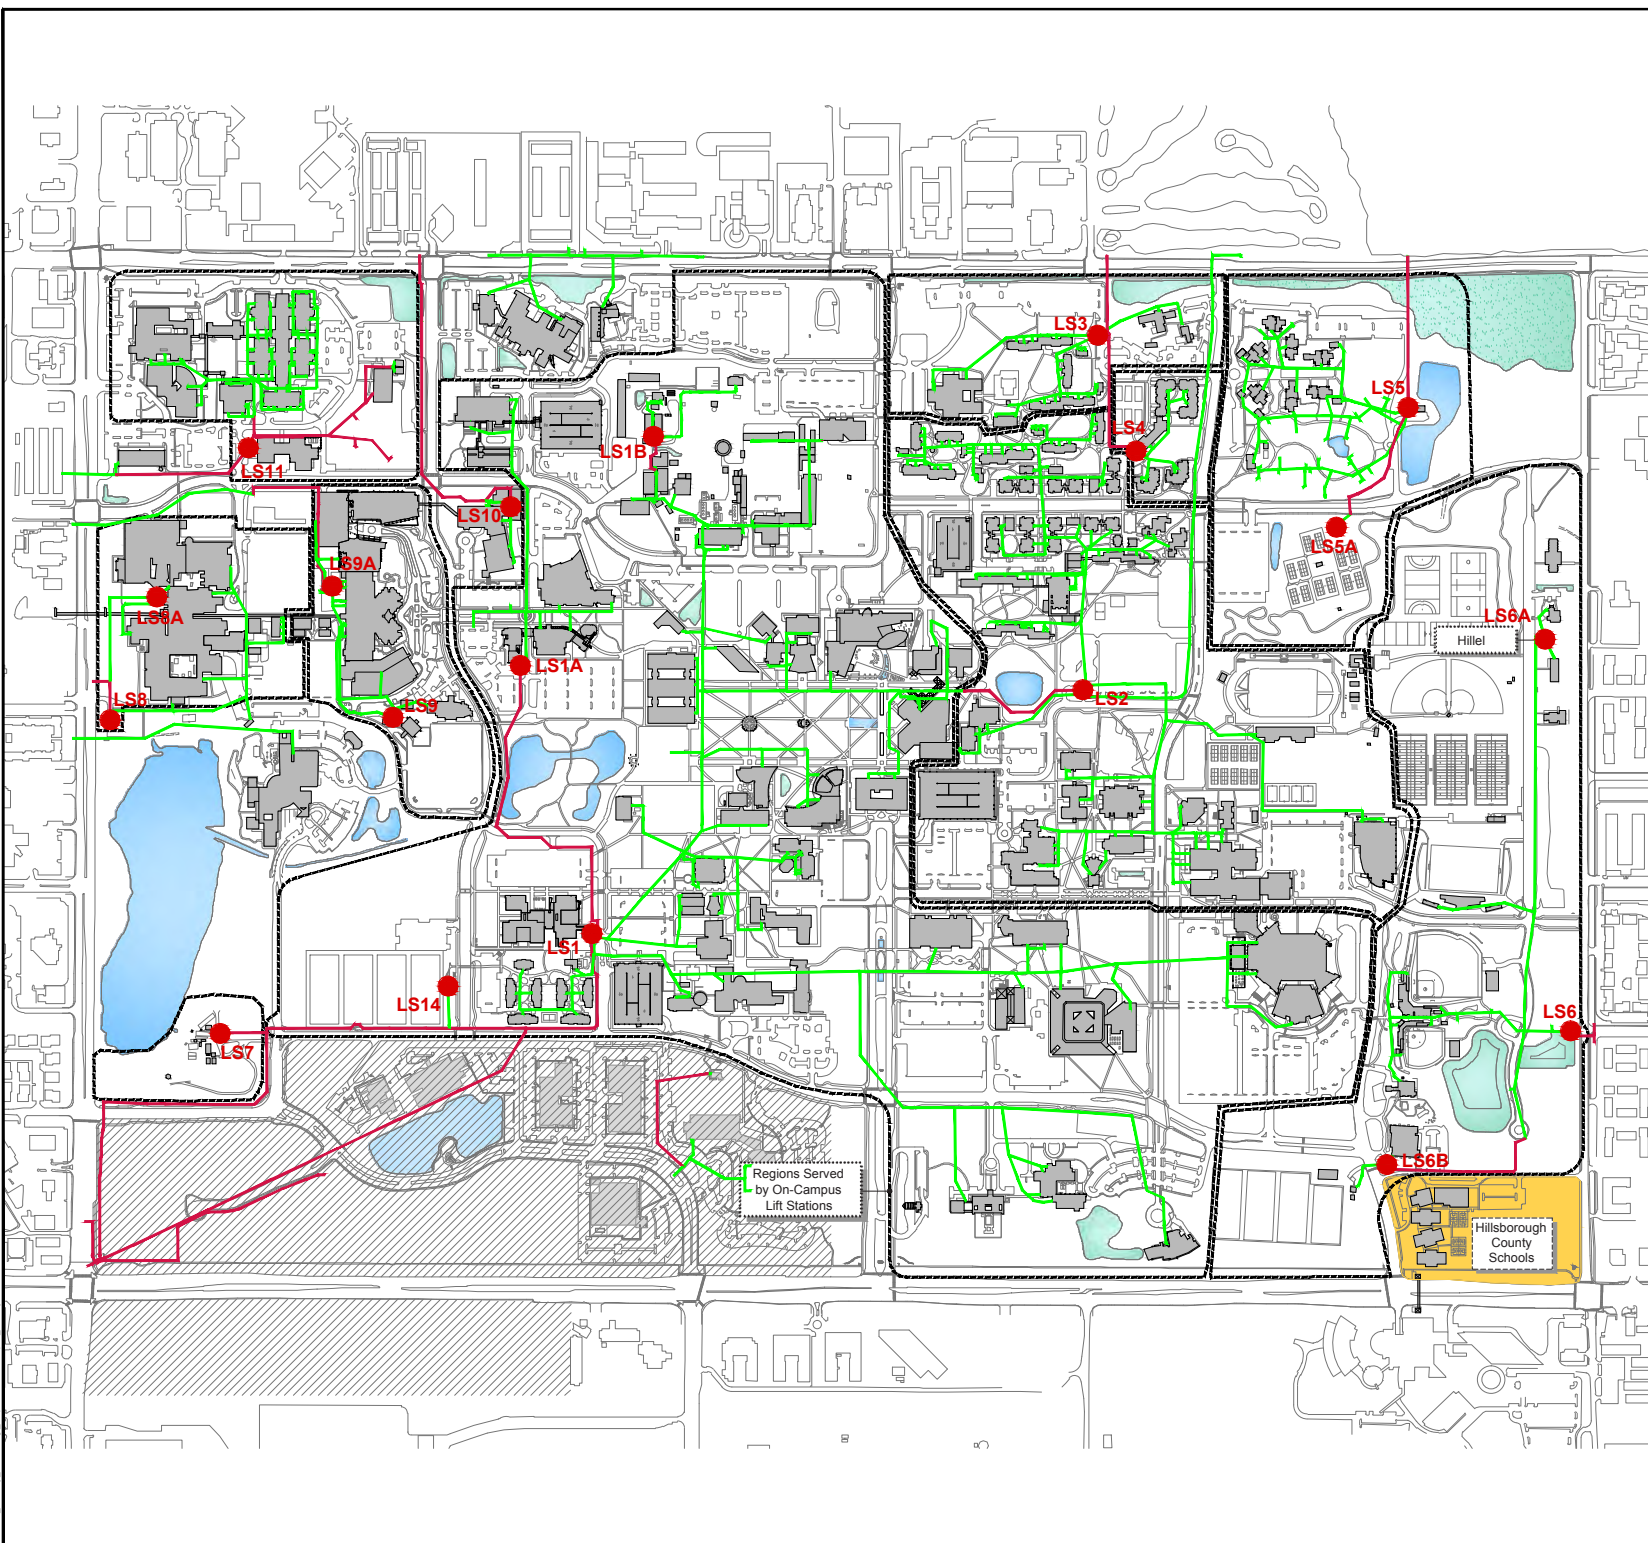 LS3
LS5
LS4
LS1B
LS11
LS10
LS5A
LS9A
LS8A
LS6A
Hillel
LS1A
LS2
LS8
LS9
LS1
LS14
LS6
LS7
LS6B
Regions Served
by On-Campus
Lift Stations
Hillsborough
County
Schools